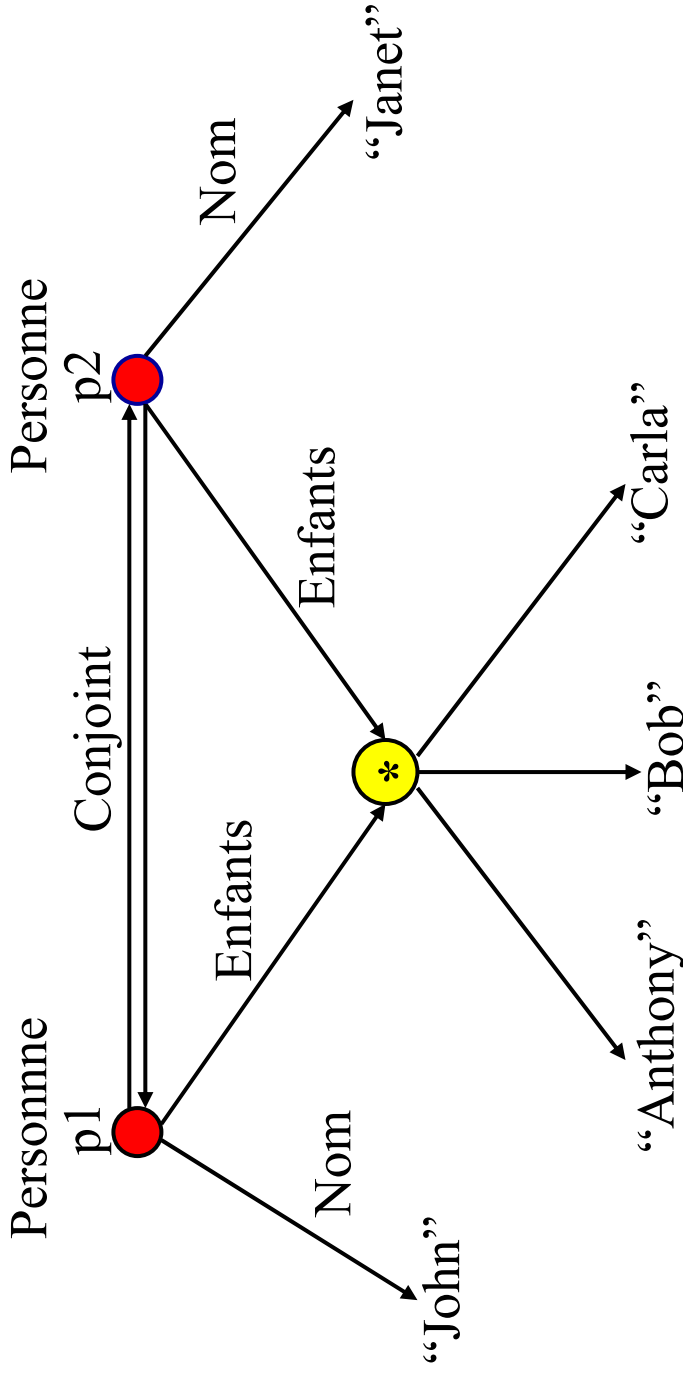 Personnne
Personne
p1
p2
Conjoint
Enfants
Enfants
Nom
Nom
“John”
“Janet”
“Anthony”
“Bob”
“Carla”
*